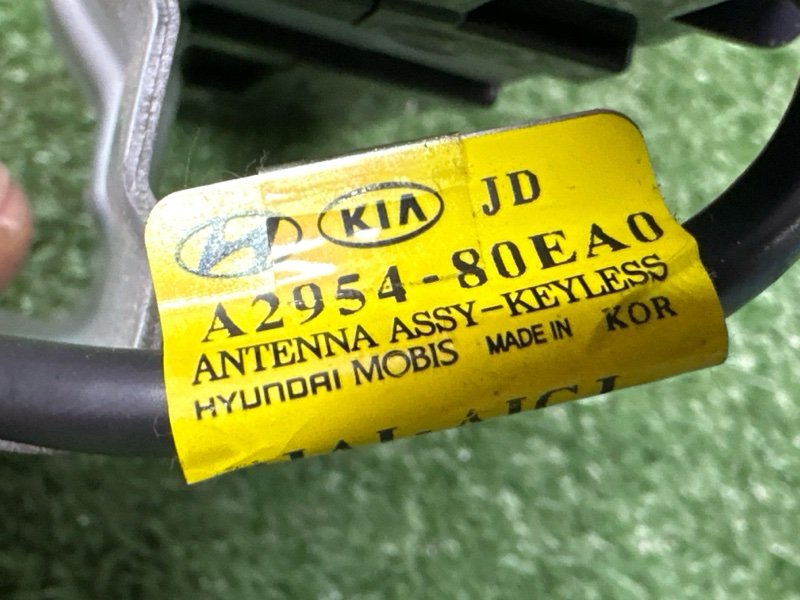 KIA JD
A2954-80EA0
ANTENNA ASSY-KEYLESS
HYUNDAI MOBIS MADE IN KOR